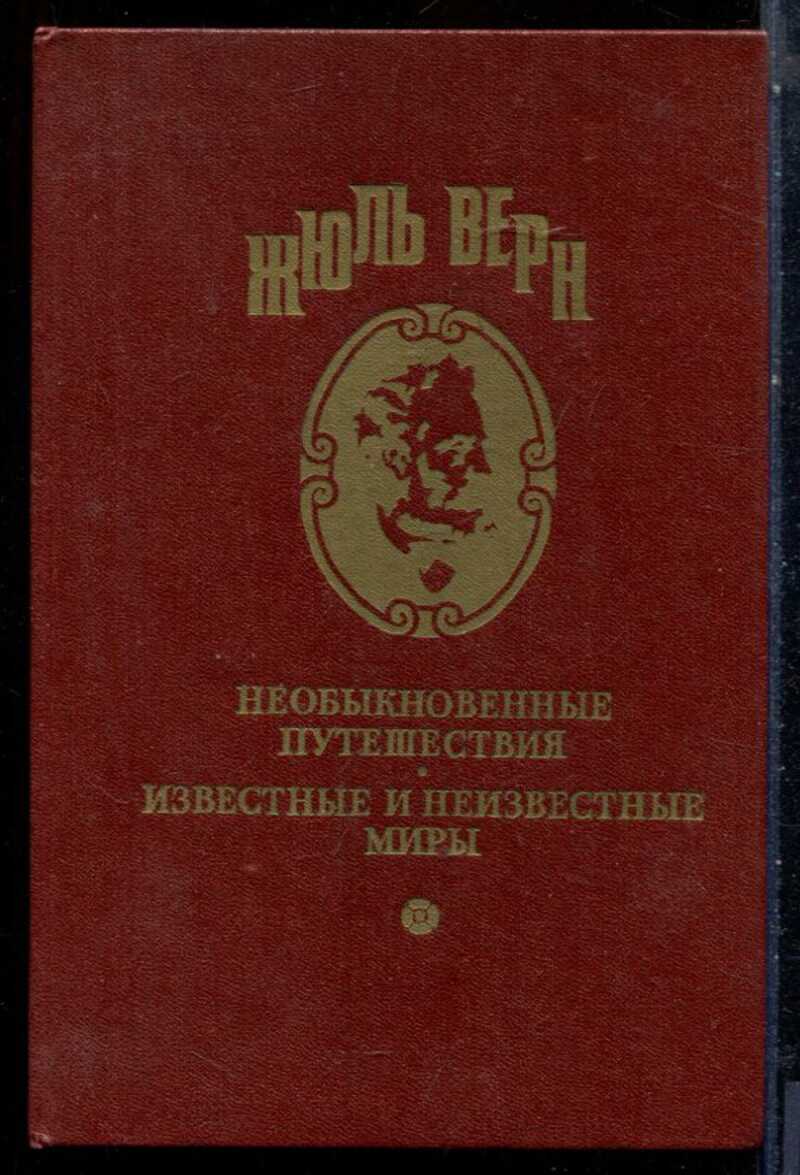 ЖЮЛЬ ВЕРН
НЕОБЫКНОВЕННЫЕ
ПУТЕШЕСТВИЯ
•
ИЗВЕСТНЫЕ И НЕИЗВЕСТНЫЕ
МИРЫ